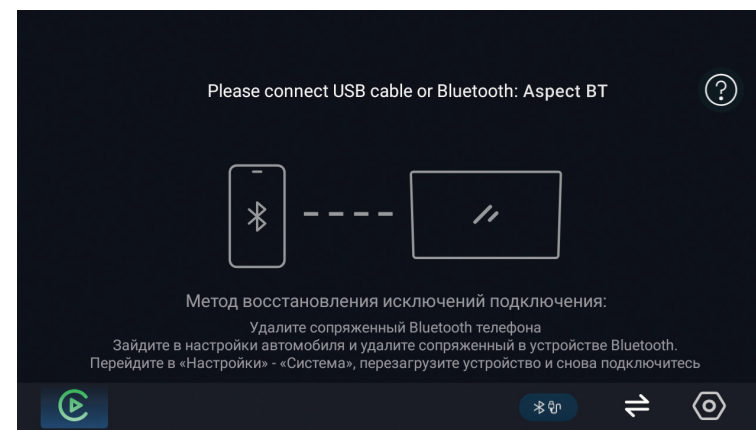 Please connect USB cable or Bluetooth: Aspect BT
Метод восстановления исключений подключения:
Удалите сопряженный Bluetooth телефона
Зайдите в настройки автомобиля и удалите сопряженный в устройстве Bluetooth.
Перейдите в «Настройки» - «Система», перезагрузите устройство и снова подключитесь